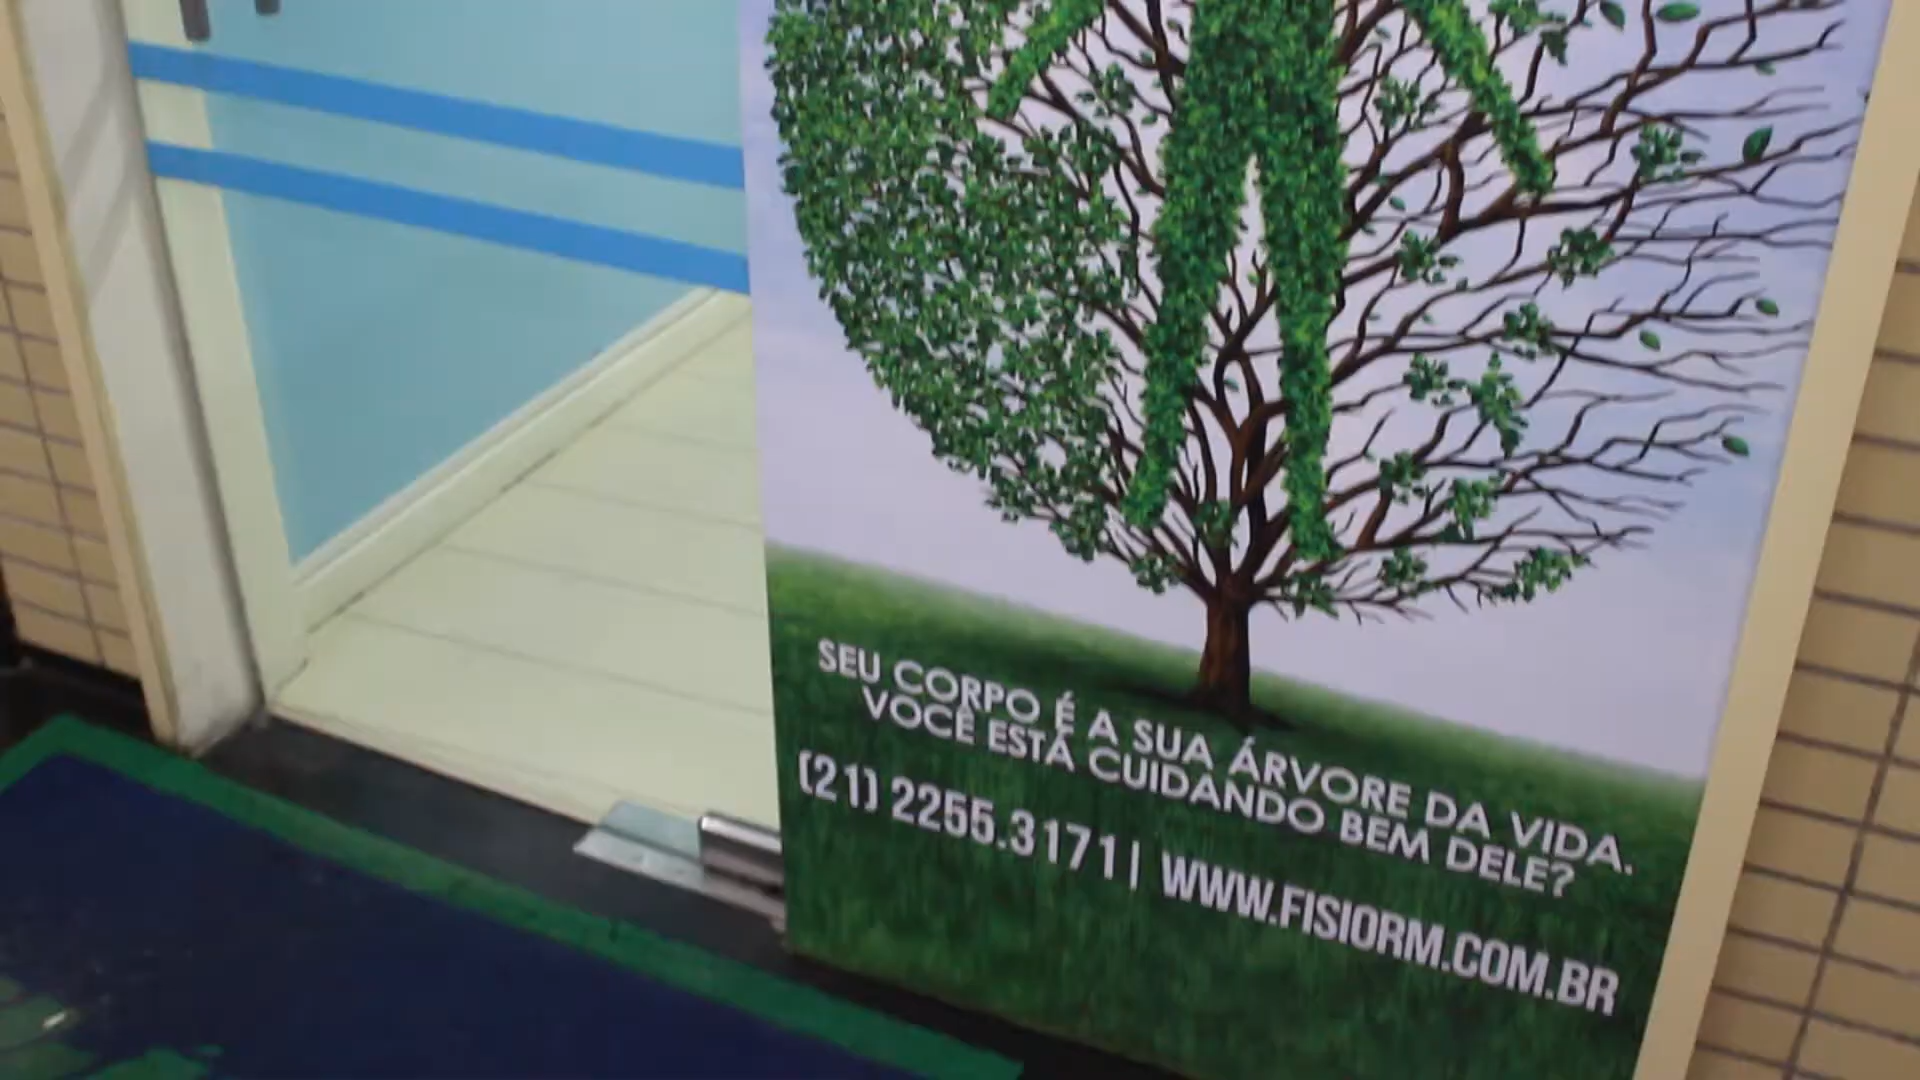 SEU CORPO É A SUA ÁRVORE DA VIDA.
VOCÊ ESTÁ CUIDANDO BEM DELE?
(21) 2255.3171 | WWW.FISIORM.COM.BR